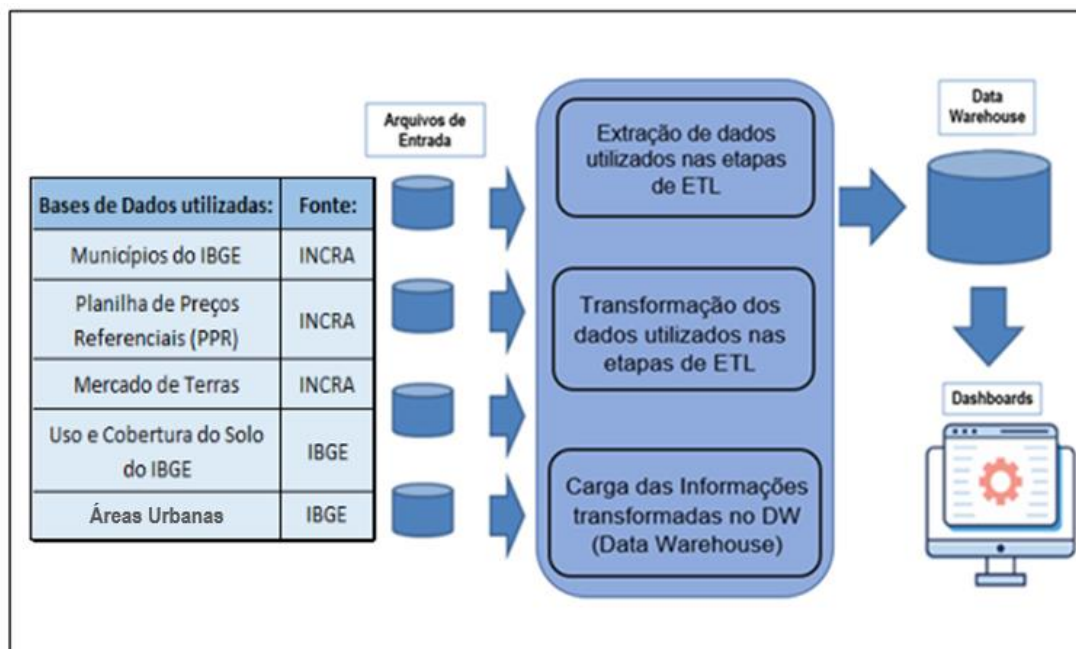 Bases de Dados utilizadas: Fonte:
Municípios do IBGE INCRA
Planilha de Preços
Referenciais (PPR) INCRA
Mercado de Terras INCRA
Uso e Cobertura do Solo
do IBGE IBGE
Áreas Urbanas IBGE
Arquivos de
Entrada
Extração de dados
utilizados nas etapas
de ETL
Transformação dos
dados utilizados nas
etapas de ETL
Carga das Informações
transformadas no DW
(Data Warehouse)
Data
Warehouse
Dashboards